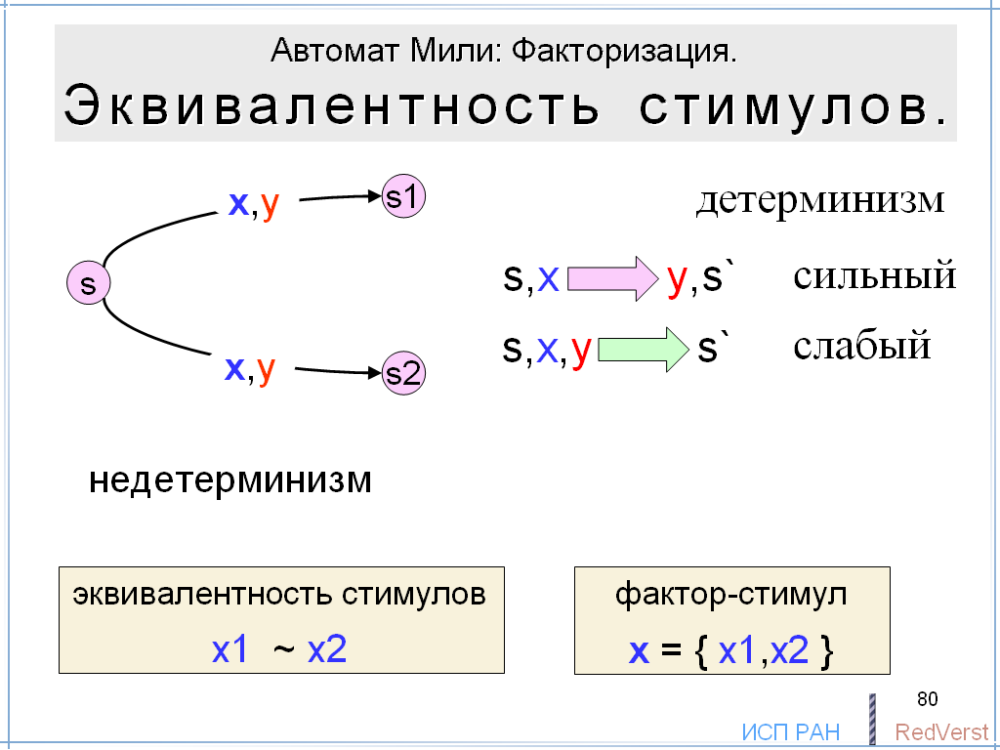 Автомат Мили: Факторизация.
Эквивалентность стимулов.
x,y
s1
детерминизм
s
s,x y,s` сильный
s,x,y s` слабый
x,y
s2
недетерминизм
эквивалентность стимулов
x1 ~ x2
фактор-стимул
x = { x1,x2 }
80
ИСП РАН
RedVerst